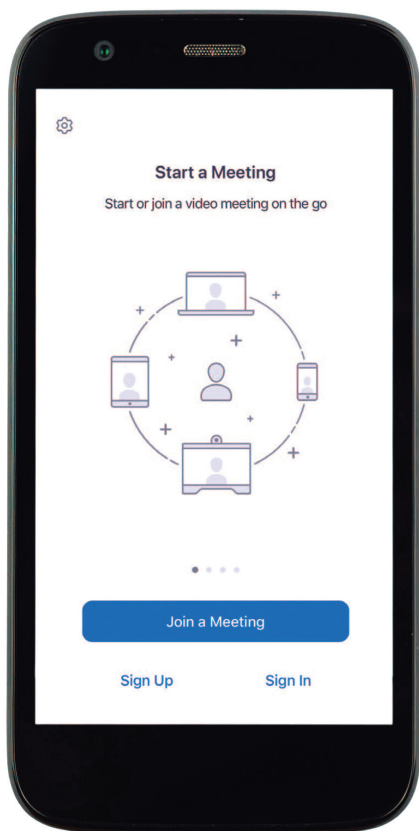 Start a Meeting
Start or join a video meeting on the go
Join a Meeting
Sign Up
Sign In